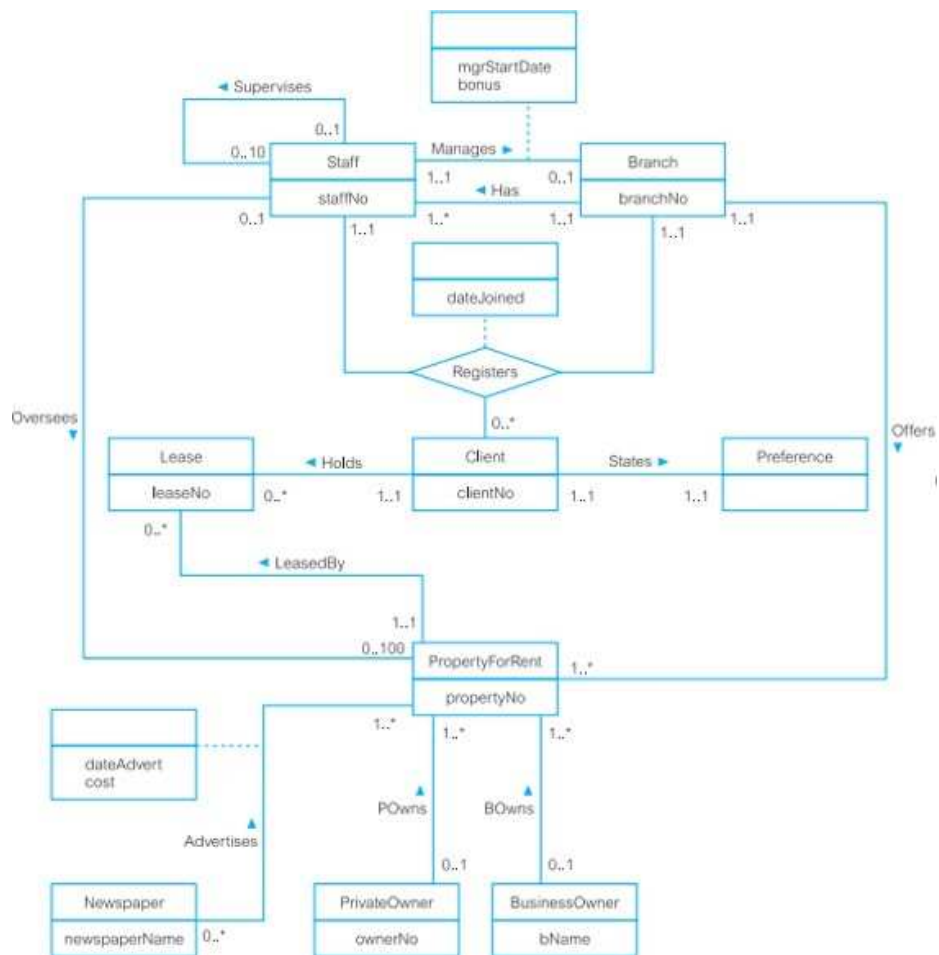 mgrStartDate
bonus
◄ Supervises
0..1
0..10
Staff
staffNo
Manages ►
1..1
0..1
Branch
branchNo
◄ Has
1..*
1..1
0..1
1..1
1..1
1..1
dateJoined
Registers
0..*
Oversees
▼
Offers
▼
Lease
leaseNo
◄ Holds
0..*
1..1
Client
clientNo
States ►
1..1
1..1
Preference
0..*
◄ LeasedBy
1..1
0..100
PropertyForRent
propertyNo
1..*
1..*
1..*
1..*
dateAdvert
cost
▲
Advertises
▲
POwns
▲
BOwns
0..1
0..1
Newspaper
newspaperName
0..*
PrivateOwner
ownerNo
BusinessOwner
bName